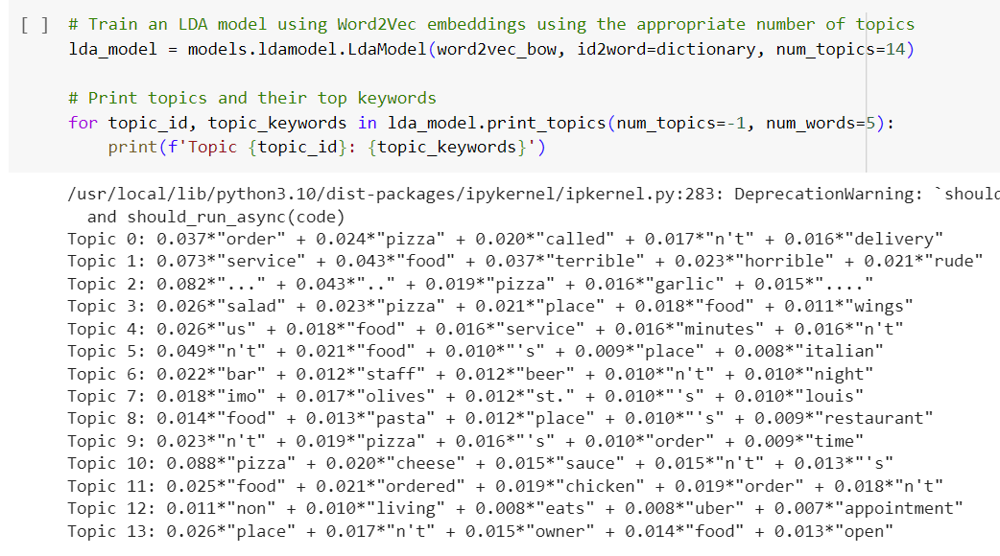 [ ] # Train an LDA model using Word2Vec embeddings using the appropriate number of topics
lda_model = models.ldamodel.LdaModel(word2vec_bow, id2word=dictionary, num_topics=14)
# Print topics and their top keywords
for topic_id, topic_keywords in lda_model.print_topics(num_topics=-1, num_words=5):
print(f'Topic {topic_id}: {topic_keywords}')
/usr/local/lib/python3.10/dist-packages/ipykernel/ipkernel.py:283: DeprecationWarning: `should
and should_run_async(code)
Topic 0: 0.037*"order" + 0.024*"pizza" + 0.020*"called" + 0.017*"n't" + 0.016*"delivery"
Topic 1: 0.073*"service" + 0.043*"food" + 0.037*"terrible" + 0.023*"horrible" + 0.021*"rude"
Topic 2: 0.082*"..." + 0.043*".." + 0.019*"pizza" + 0.016*"garlic" + 0.015*"...."
Topic 3: 0.026*"salad" + 0.023*"pizza" + 0.021*"place" + 0.018*"food" + 0.011*"wings"
Topic 4: 0.026*"us" + 0.018*"food" + 0.016*"service" + 0.016*"minutes" + 0.016*"n't"
Topic 5: 0.049*"n't" + 0.021*"food" + 0.010*"'s" + 0.009*"place" + 0.008*"italian"
Topic 6: 0.022*"bar" + 0.012*"staff" + 0.012*"beer" + 0.010*"n't" + 0.010*"night"
Topic 7: 0.018*"imo" + 0.017*"olives" + 0.012*"st." + 0.010*"'s" + 0.010*"louis"
Topic 8: 0.014*"food" + 0.013*"pasta" + 0.012*"place" + 0.010*"'s" + 0.009*"restaurant"
Topic 9: 0.023*"n't" + 0.019*"pizza" + 0.016*"'s" + 0.010*"order" + 0.009*"time"
Topic 10: 0.088*"pizza" + 0.020*"cheese" + 0.015*"sauce" + 0.015*"n't" + 0.013*"'s"
Topic 11: 0.025*"food" + 0.021*"ordered" + 0.019*"chicken" + 0.019*"order" + 0.018*"n't"
Topic 12: 0.011*"non" + 0.010*"living" + 0.008*"eats" + 0.008*"uber" + 0.007*"appointment"
Topic 13: 0.026*"place" + 0.017*"n't" + 0.015*"owner" + 0.014*"food" + 0.013*"open"